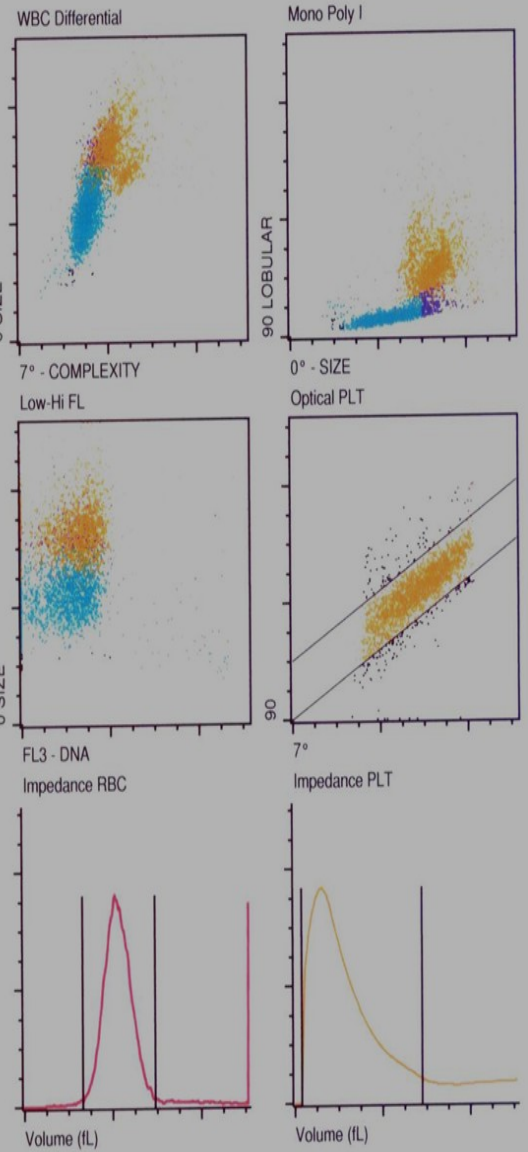 WBC Differential
Mono Poly I
90 LOBULAR
7° - COMPLEXITY
0° - SIZE
Low-Hi FL
Optical PLT
SIZE
90
FL3 - DNA
7°
Impedance RBC
Impedance PLT
Volume (fL)
Volume (fL)